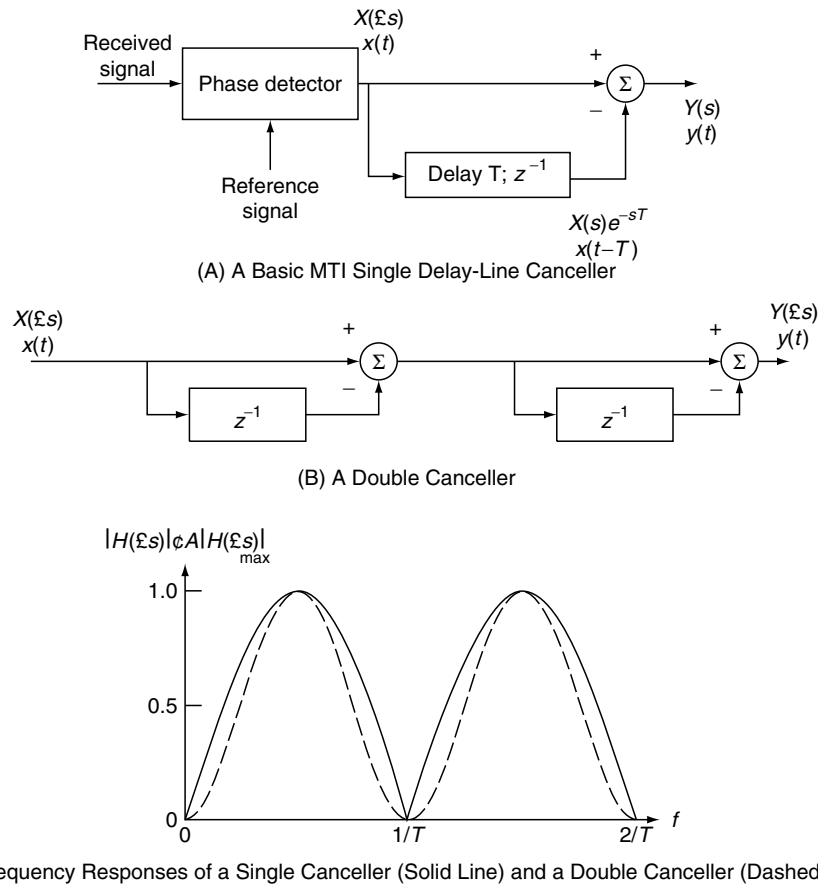 X(£s)
x(t)
Received
signal
Phase detector
+
Σ
−
Y(s)
y(t)
Delay T; z⁻¹
Reference
signal
X(s)e⁻ˢᵀ
x(t−T)
(A) A Basic MTI Single Delay-Line Canceller
X(£s)
x(t)
+
Σ
−
z⁻¹
+
Σ
−
z⁻¹
Y(£s)
y(t)
(B) A Double Canceller
|H(£s)|¢A|H(£s)|max
1.0
0.5
0
0
1/T
2/T
f
equency Responses of a Single Canceller (Solid Line) and a Double Canceller (Dashed